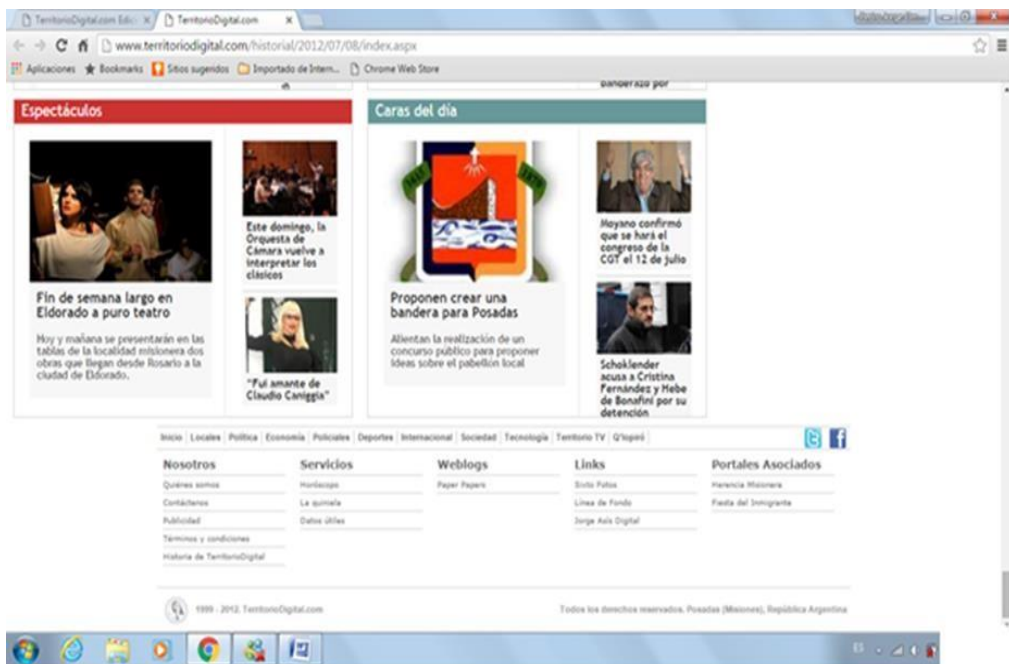 TerritorioDigital.com Edici
TerritorioDigital.com
www.territoriodigital.com/historial/2012/07/08/index.aspx
Aplicaciones
Bookmarks
Sitios sugeridos
Importado de Intern...
Chrome Web Store
banderazo por
Espectáculos
Fin de semana largo en
Eldorado a puro teatro
Hoy y mañana se presentarán en las
tablas de la localidad misionera dos
obras que llegan desde Rosario a la
ciudad de Eldorado.
Este domingo, la
Orquesta de
Cámara vuelve a
interpretar los
clásicos
"Fui amante de
Claudio Caniggia"
Caras del día
Proponen crear una
bandera para Posadas
Alientan la realización de un
concurso público para proponer
ideas sobre el pabellón local
Moyano confirmó
que se hará el
congreso de la
CGT el 12 de julio
Schoklender
acusa a Cristina
Fernández y Hebe
de Bonafini por su
detención
Inicio | Locales | Política | Economía | Policiales | Deportes | Internacional | Sociedad | Tecnología | Territorio TV | Q'lopirú
Nosotros
Quiénes somos
Contáctenos
Publicidad
Términos y condiciones
Historia de TerritorioDigital
Servicios
Horóscopo
La quiniela
Datos útiles
Weblogs
Paper Papers
Links
Sixto Fotos
Línea de Fondo
Jorge Asís Digital
Portales Asociados
Herencia Misionera
Fiesta del Inmigrante
1999 - 2012. TerritorioDigital.com
Todos los derechos reservados. Posadas (Misiones), República Argentina
ES